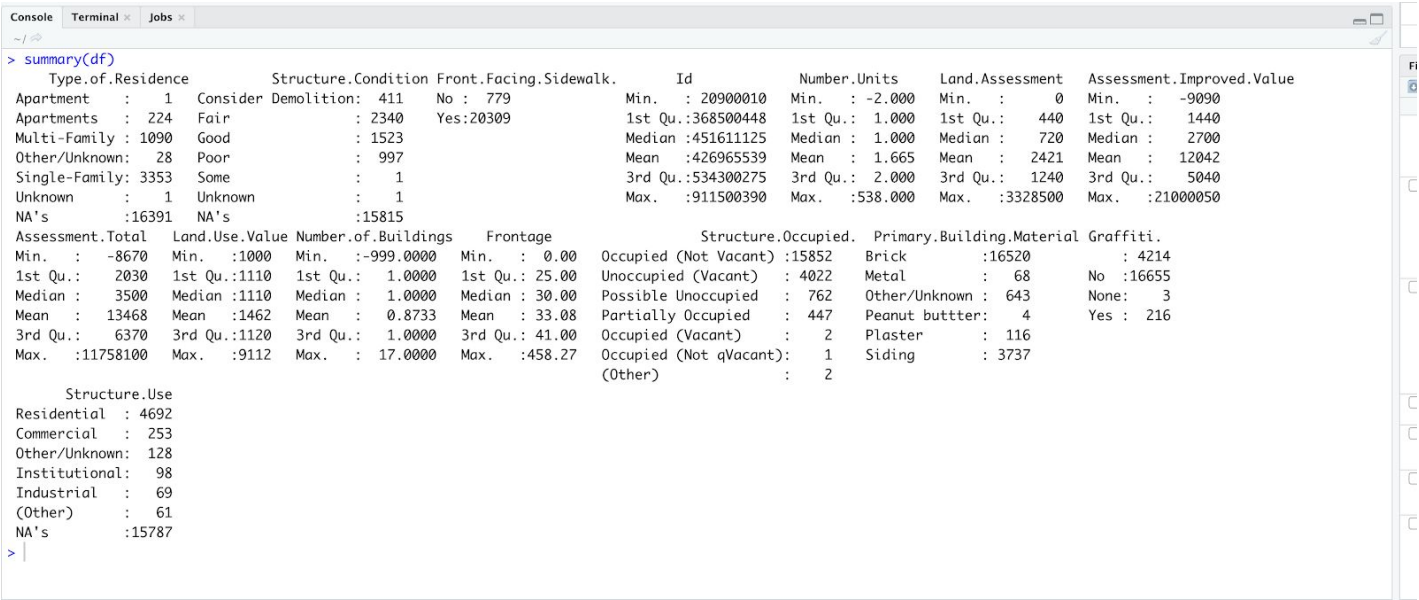 Console Terminal × Jobs ×
~/
> summary(df)
Type.of.Residence Structure.Condition Front.Facing.Sidewalk. Id Number.Units Land.Assessment Assessment.Improved.Value
Apartment : 1 Consider Demolition: 411 No : 779 Min. : 20900010 Min. : -2.000 Min. : 0 Min. : -9090
Apartments : 224 Fair : 2340 Yes:20309 1st Qu.:368500448 1st Qu.: 1.000 1st Qu.: 440 1st Qu.: 1440
Multi-Family : 1090 Good : 1523 Median :451611125 Median : 1.000 Median : 720 Median : 2700
Other/Unknown: 28 Poor : 997 Mean :426965539 Mean : 1.665 Mean : 2421 Mean : 12042
Single-Family: 3353 Some : 1 3rd Qu.:534300275 3rd Qu.: 2.000 3rd Qu.: 1240 3rd Qu.: 5040
Unknown : 1 Unknown : 1 Max. :911500390 Max. :538.000 Max. :3328500 Max. :21000050
NA's :16391 NA's :15815
Assessment.Total Land.Use.Value Number.of.Buildings Frontage Structure.Occupied. Primary.Building.Material Graffiti.
Min. : -8670 Min. :1000 Min. :-999.0000 Min. : 0.00 Occupied (Not Vacant) :15852 Brick :16520 : 4214
1st Qu.: 2030 1st Qu.:1110 1st Qu.: 1.0000 1st Qu.: 25.00 Unoccupied (Vacant) : 4022 Metal : 68 No :16655
Median : 3500 Median :1110 Median : 1.0000 Median : 30.00 Possible Unoccupied : 762 Other/Unknown : 643 None: 3
Mean : 13468 Mean :1462 Mean : 0.8733 Mean : 33.08 Partially Occupied : 447 Peanut buttter: 4 Yes : 216
3rd Qu.: 6370 3rd Qu.:1120 3rd Qu.: 1.0000 3rd Qu.: 41.00 Occupied (Vacant) : 2 Plaster : 116
Max. :11758100 Max. :9112 Max. : 17.0000 Max. :458.27 Occupied (Not qVacant): 1 Siding : 3737
(Other) : 2
Structure.Use
Residential : 4692
Commercial : 253
Other/Unknown: 128
Institutional: 98
Industrial : 69
(Other) : 61
NA's :15787
>
Fi